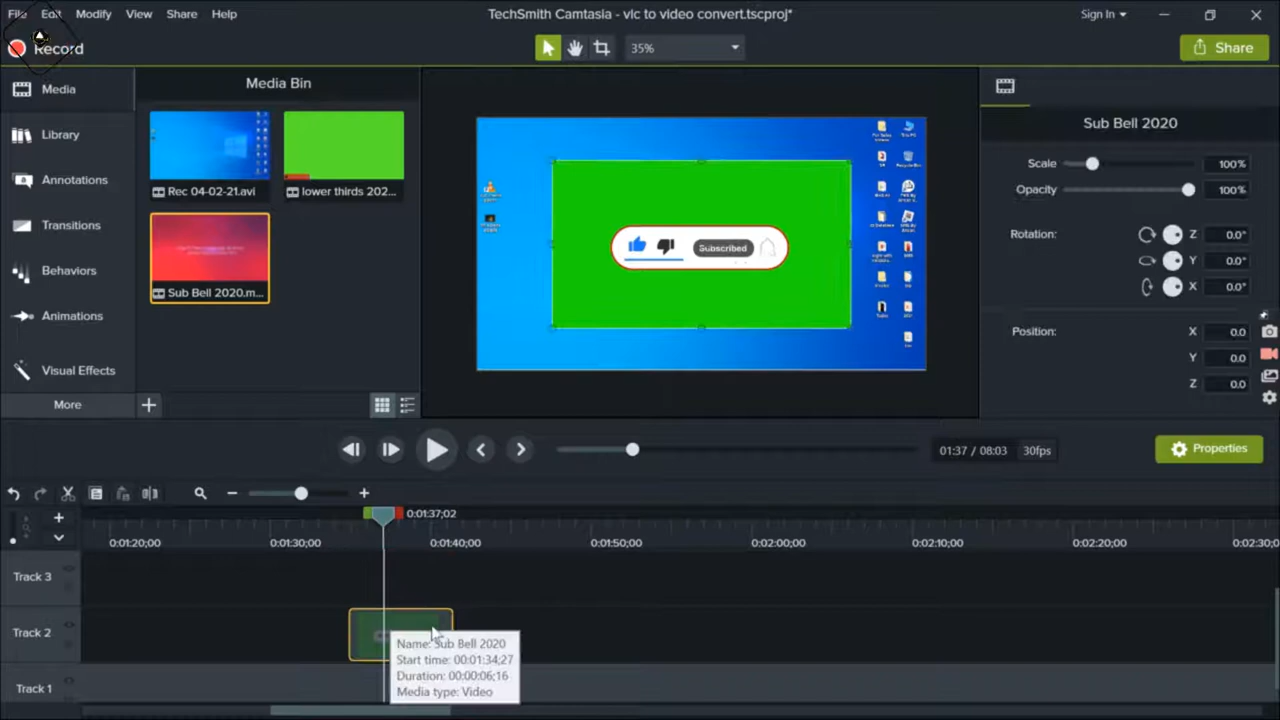 File Edit Modify View Share Help
TechSmith Camtasia - vic to video convert.tscproj*
Sign In
Record
35%
Share
Media
Library
Annotations
Transitions
Behaviors
Animations
Visual Effects
More
Media Bin
Rec 04-02-21.avi
lower thirds 202...
Sub Bell 2020.m...
Subscribed
Sub Bell 2020
Scale 100%
Opacity 100%
Rotation: Z 0.0°
Y 0.0°
X 0.0°
Position: X 0.0
Y 0.0
Z 0.0
01:37 / 08:03 30fps
Properties
0:01:37;02
0:01:20;00 0:01:30;00 0:01:40;00 0:01:50;00 0:02:00;00 0:02:10;00 0:02:20;00 0:02:30;0
Track 3
Track 2
Name: Sub Bell 2020
Start time: 00:01:34;27
Duration: 00:00:06;16
Media type: Video
Track 1